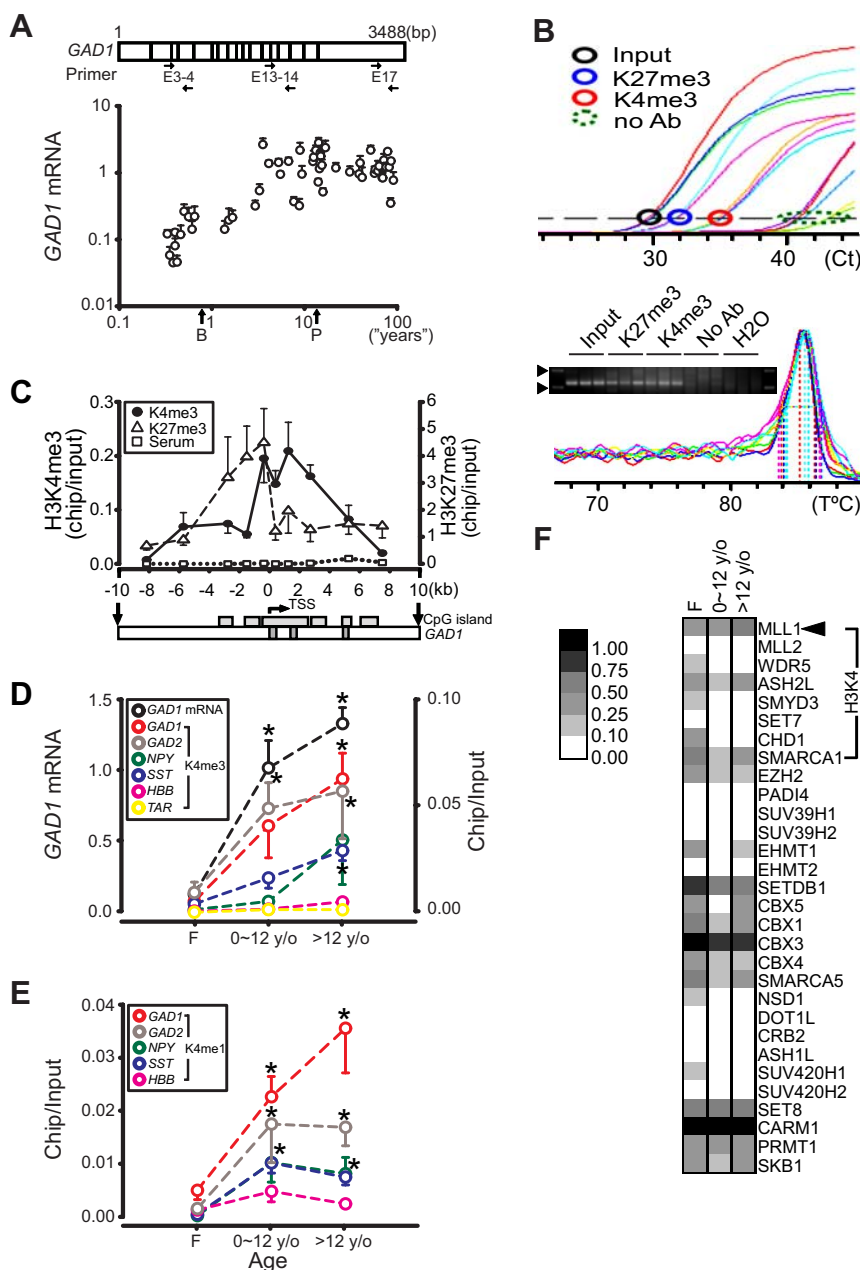 A
1 3488(bp)
GAD1
Primer E3-4 E13-14 E17
GAD1 mRNA
10
1
0.1
0.01
0.1 1 10 100
B P ("years")
B
Input
K27me3
K4me3
no Ab
30 40 (Ct)
Input K27me3 K4me3 No Ab H2O
70 80 (TºC)
C
H3K4me3
(chip/input)
0.3
0.2
0.1
0.0
K4me3
K27me3
Serum
6
5
4
3
2
1
0
H3K27me3
(chip/input)
-10 -8 -6 -4 -2 0 2 4 6 8 10(kb)
TSS
CpG island
GAD1
D
GAD1 mRNA
1.5
1.0
0.5
0.0
GAD1 mRNA
GAD1
GAD2
NPY
SST
HBB
TAR
K4me3
* * * * * *
0.10
0.05
0.00
Chip/Input
F 0~12 y/o >12 y/o
E
Chip/Input
0.04
0.03
0.02
0.01
0.00
GAD1
GAD2
NPY
SST
HBB
K4me1
* * * * * *
F 0~12 y/o >12 y/o
Age
F
1.00
0.75
0.50
0.25
0.10
0.00
F 0~12 y/o >12 y/o
MLL1
MLL2
WDR5
ASH2L
SMYD3
SET7
CHD1
SMARCA1
H3K4
EZH2
PADI4
SUV39H1
SUV39H2
EHMT1
EHMT2
SETDB1
CBX5
CBX1
CBX3
CBX4
SMARCA5
NSD1
DOT1L
CRB2
ASH1L
SUV420H1
SUV420H2
SET8
CARM1
PRMT1
SKB1